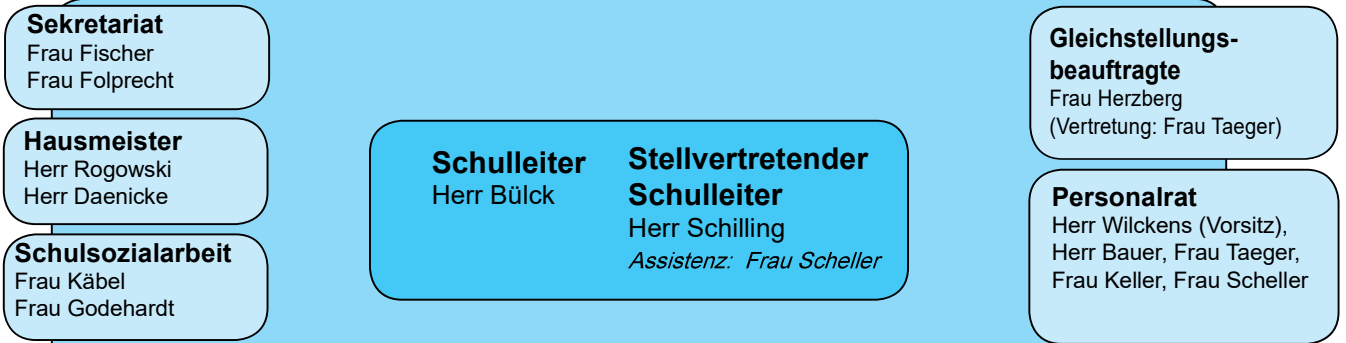 Sekretariat
Frau Fischer
Frau Folprecht
Hausmeister
Herr Rogowski
Herr Daenicke
Schulsozialarbeit
Frau Käbel
Frau Godehardt
Schulleiter
Herr Bülck
Stellvertretender
Schulleiter
Herr Schilling
Assistenz: Frau Scheller
Gleichstellungs-
beauftragte
Frau Herzberg
(Vertretung: Frau Taeger)
Personalrat
Herr Wilckens (Vorsitz),
Herr Bauer, Frau Taeger,
Frau Keller, Frau Scheller